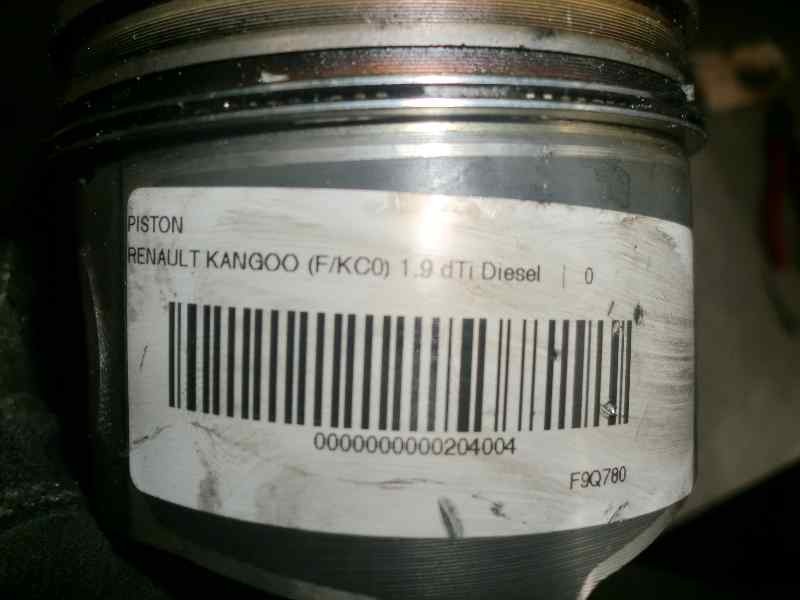 PISTON
RENAULT KANGOO (F/KC0) 1.9 dTi Diesel | 0
0000000000204004
F9Q780